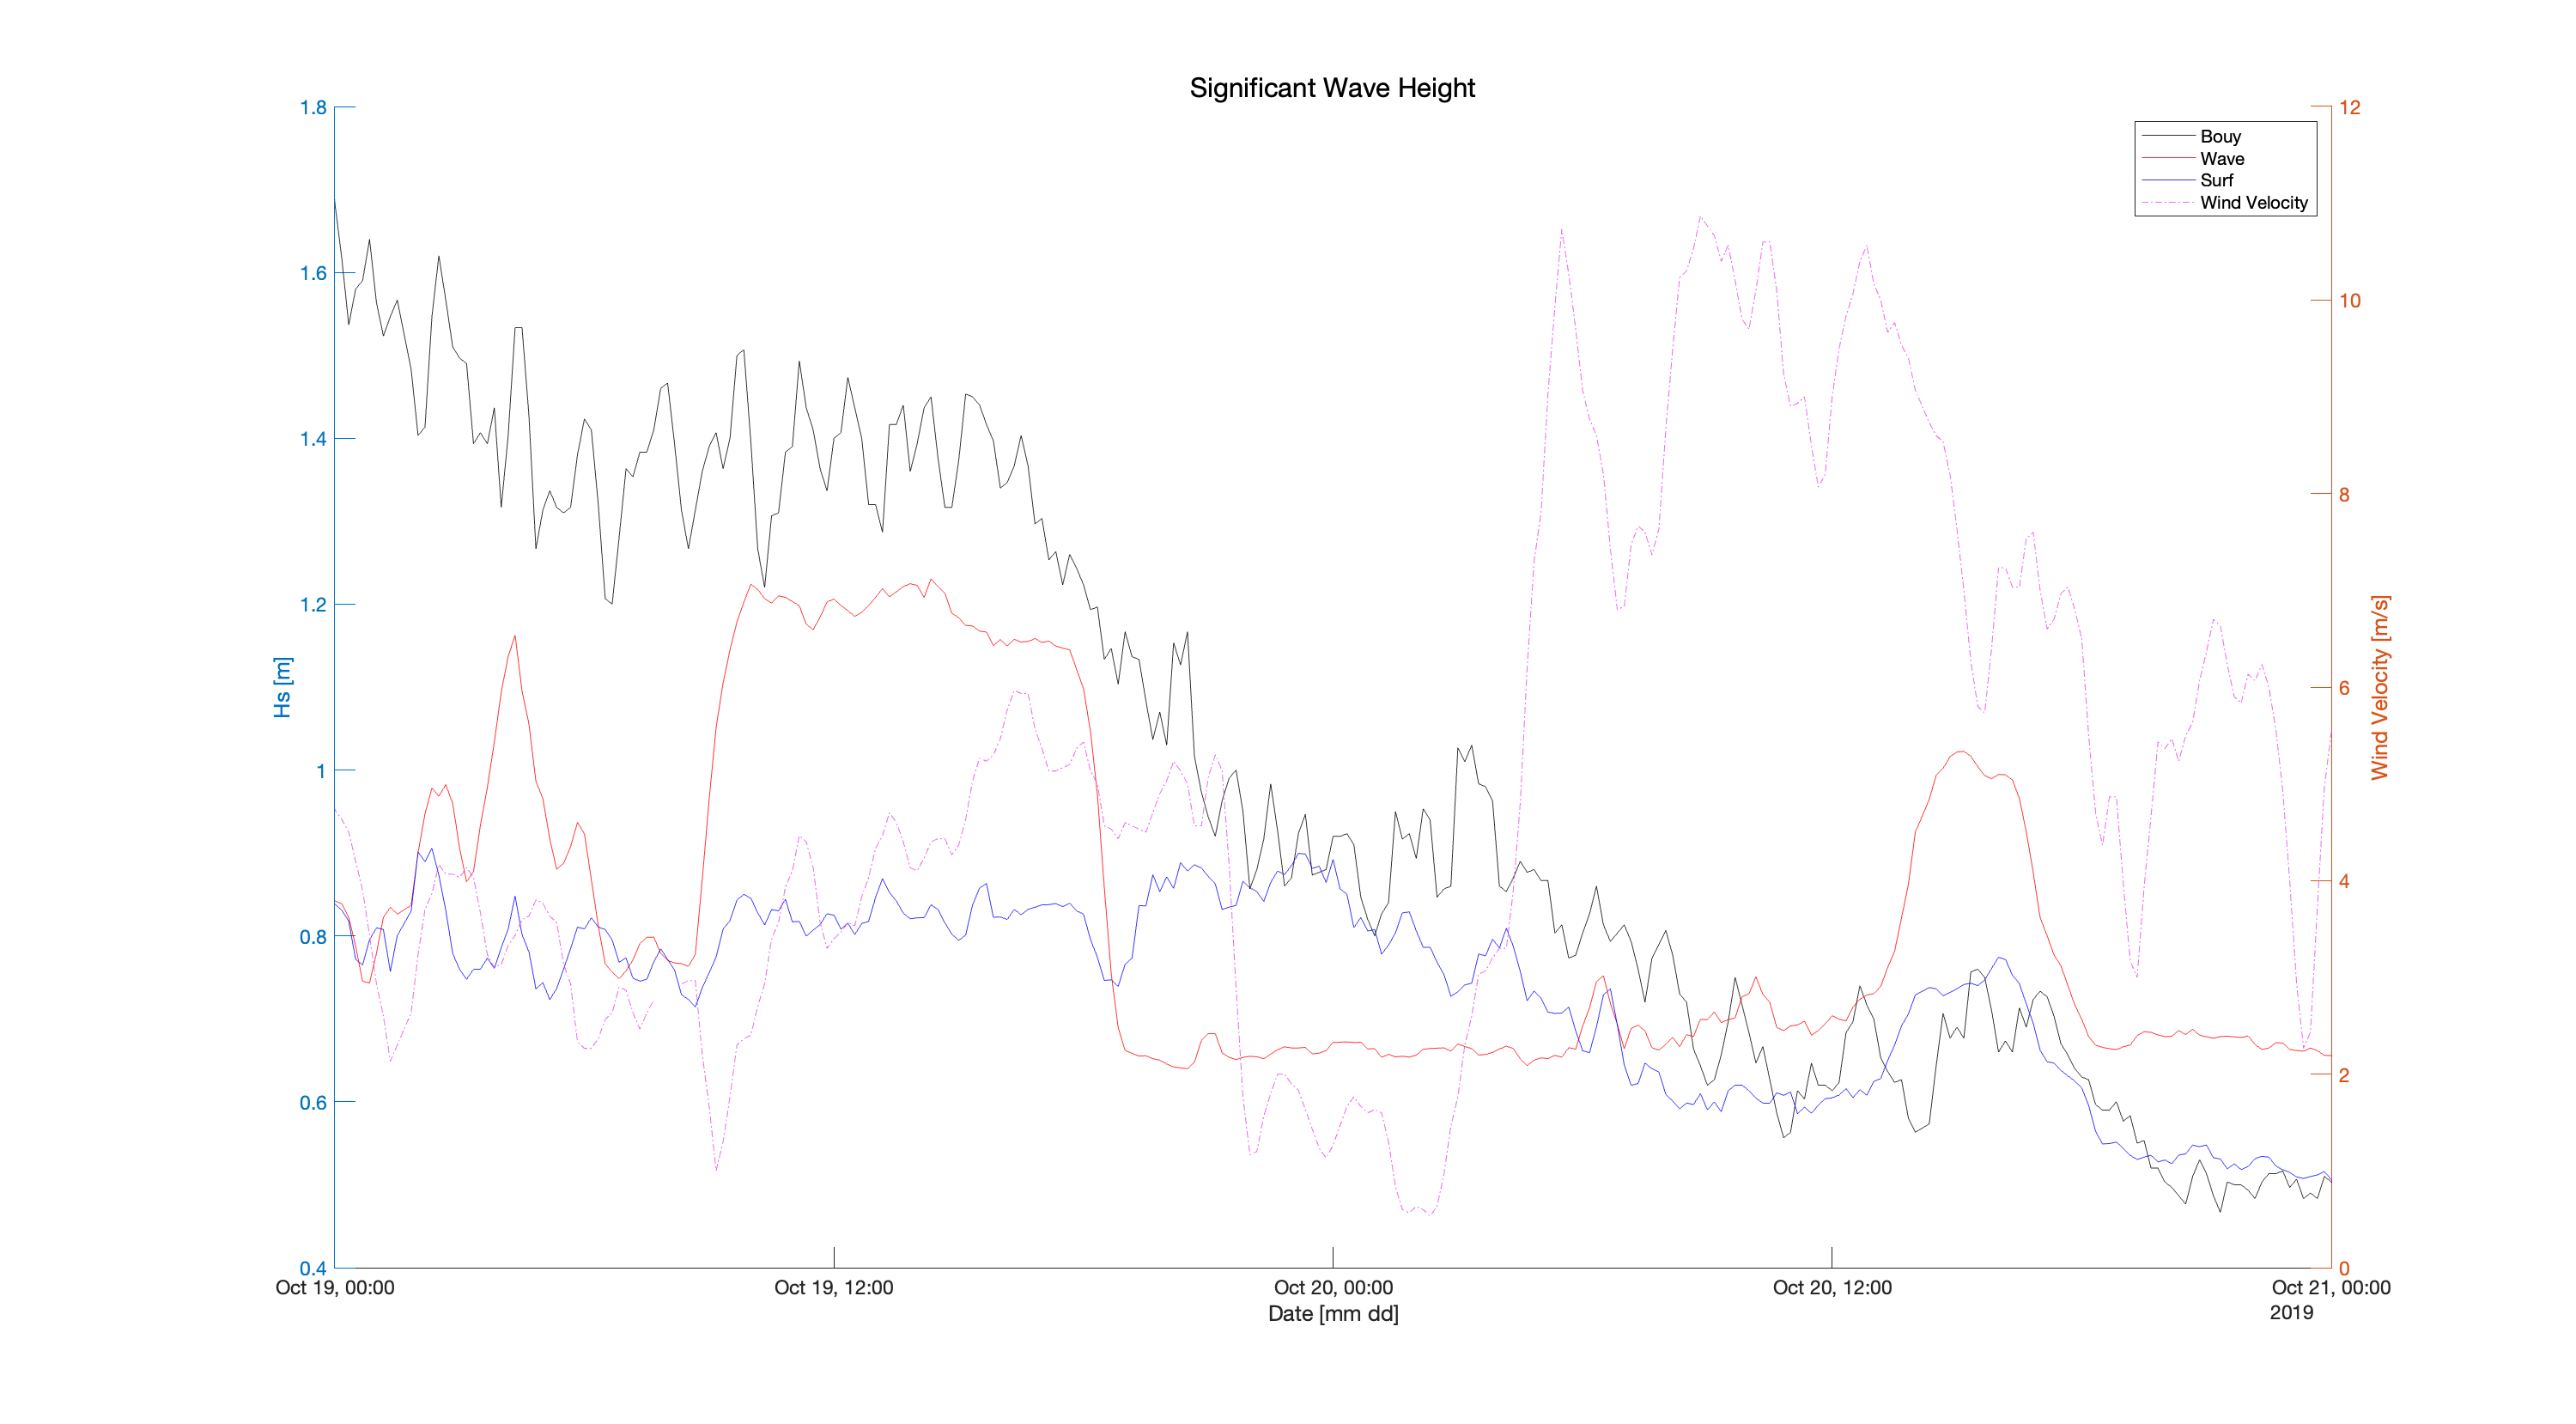 Significant Wave Height
1.8
1.6
1.4
1.2
1
0.8
0.6
0.4
Hs [m]
12
10
8
6
4
2
0
Wind Velocity [m/s]
Bouy
Wave
Surf
Wind Velocity
Oct 19, 00:00
Oct 19, 12:00
Oct 20, 00:00
Oct 20, 12:00
Oct 21, 00:00
2019
Date [mm dd]